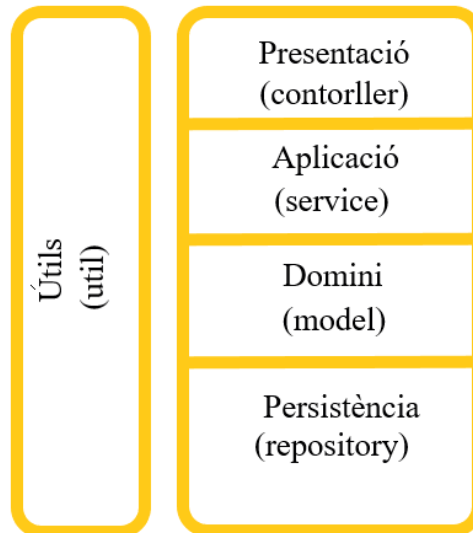 Útils
(util)
Presentació
(contorller)
Aplicació
(service)
Domini
(model)
Persistència
(repository)